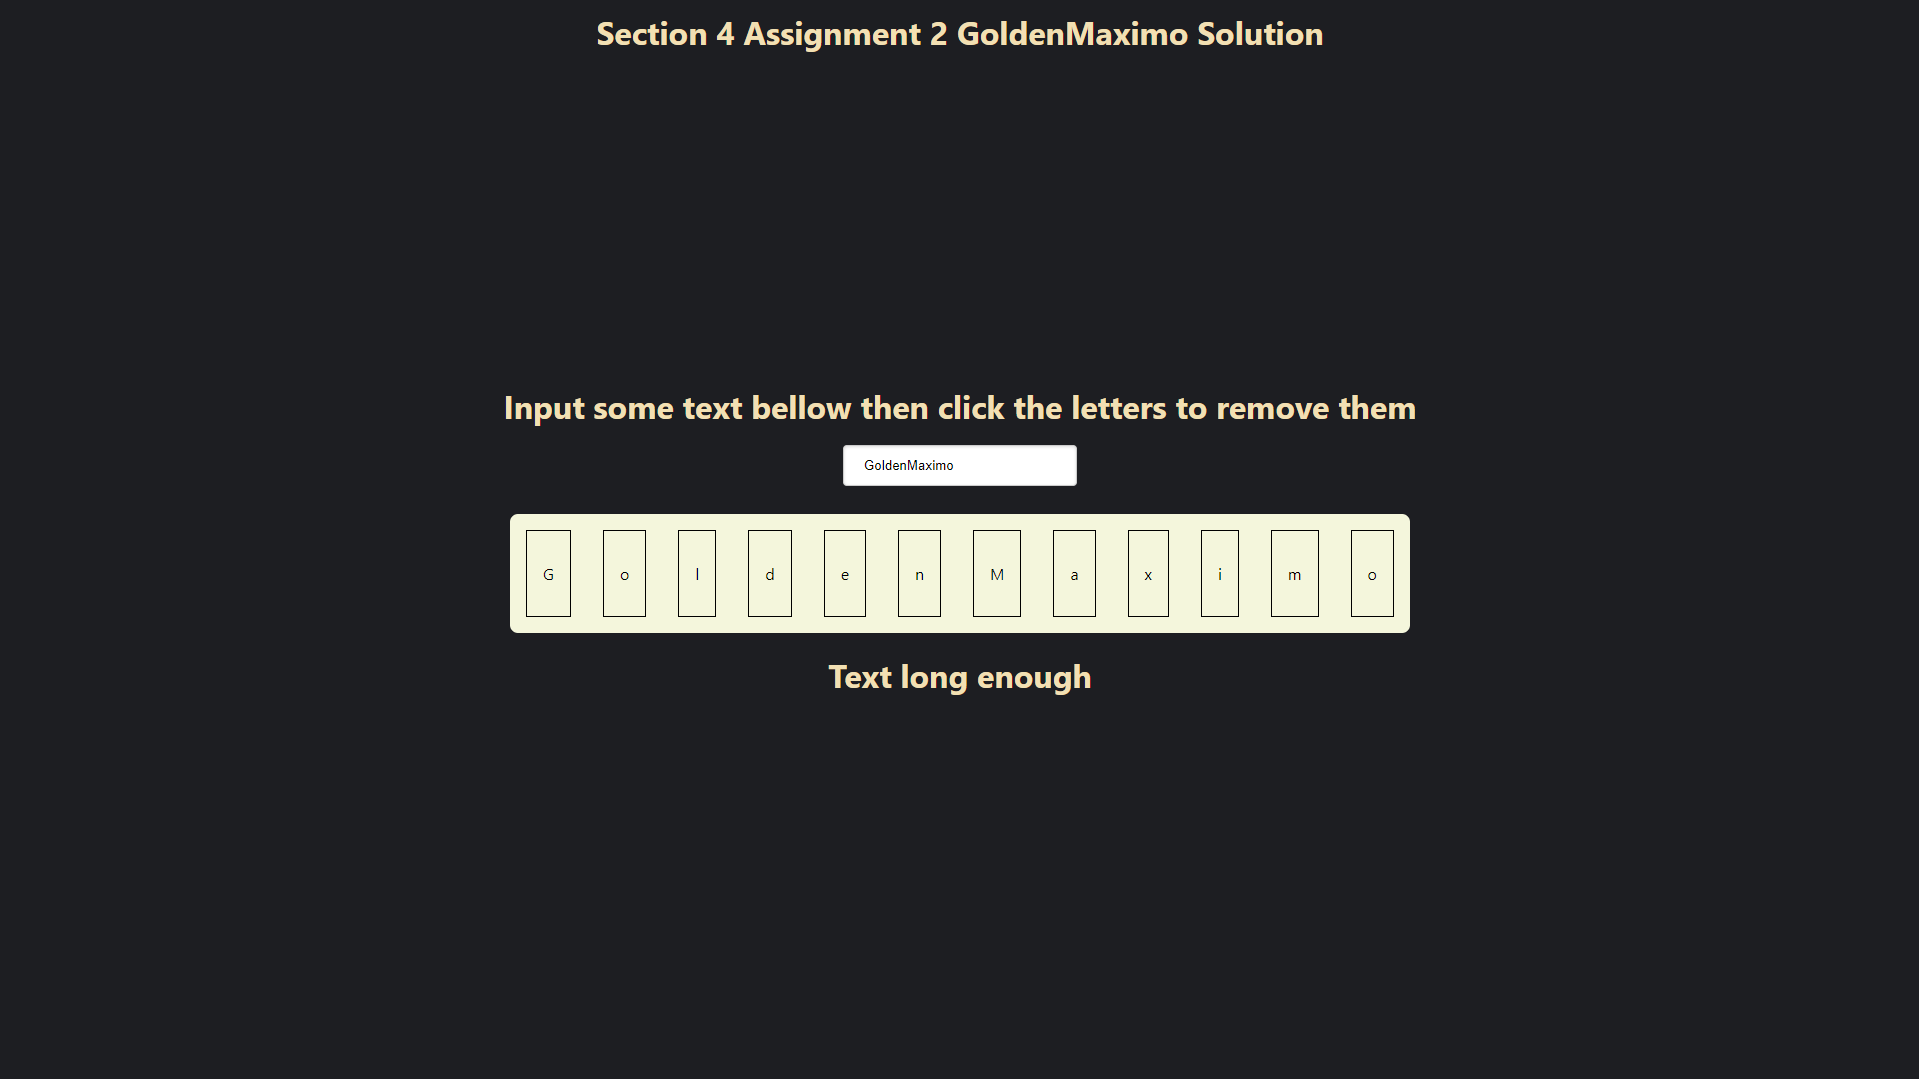 Section 4 Assignment 2 GoldenMaximo Solution
Input some text bellow then click the letters to remove them
GoldenMaximo
G o l d e n M a x i m o
Text long enough